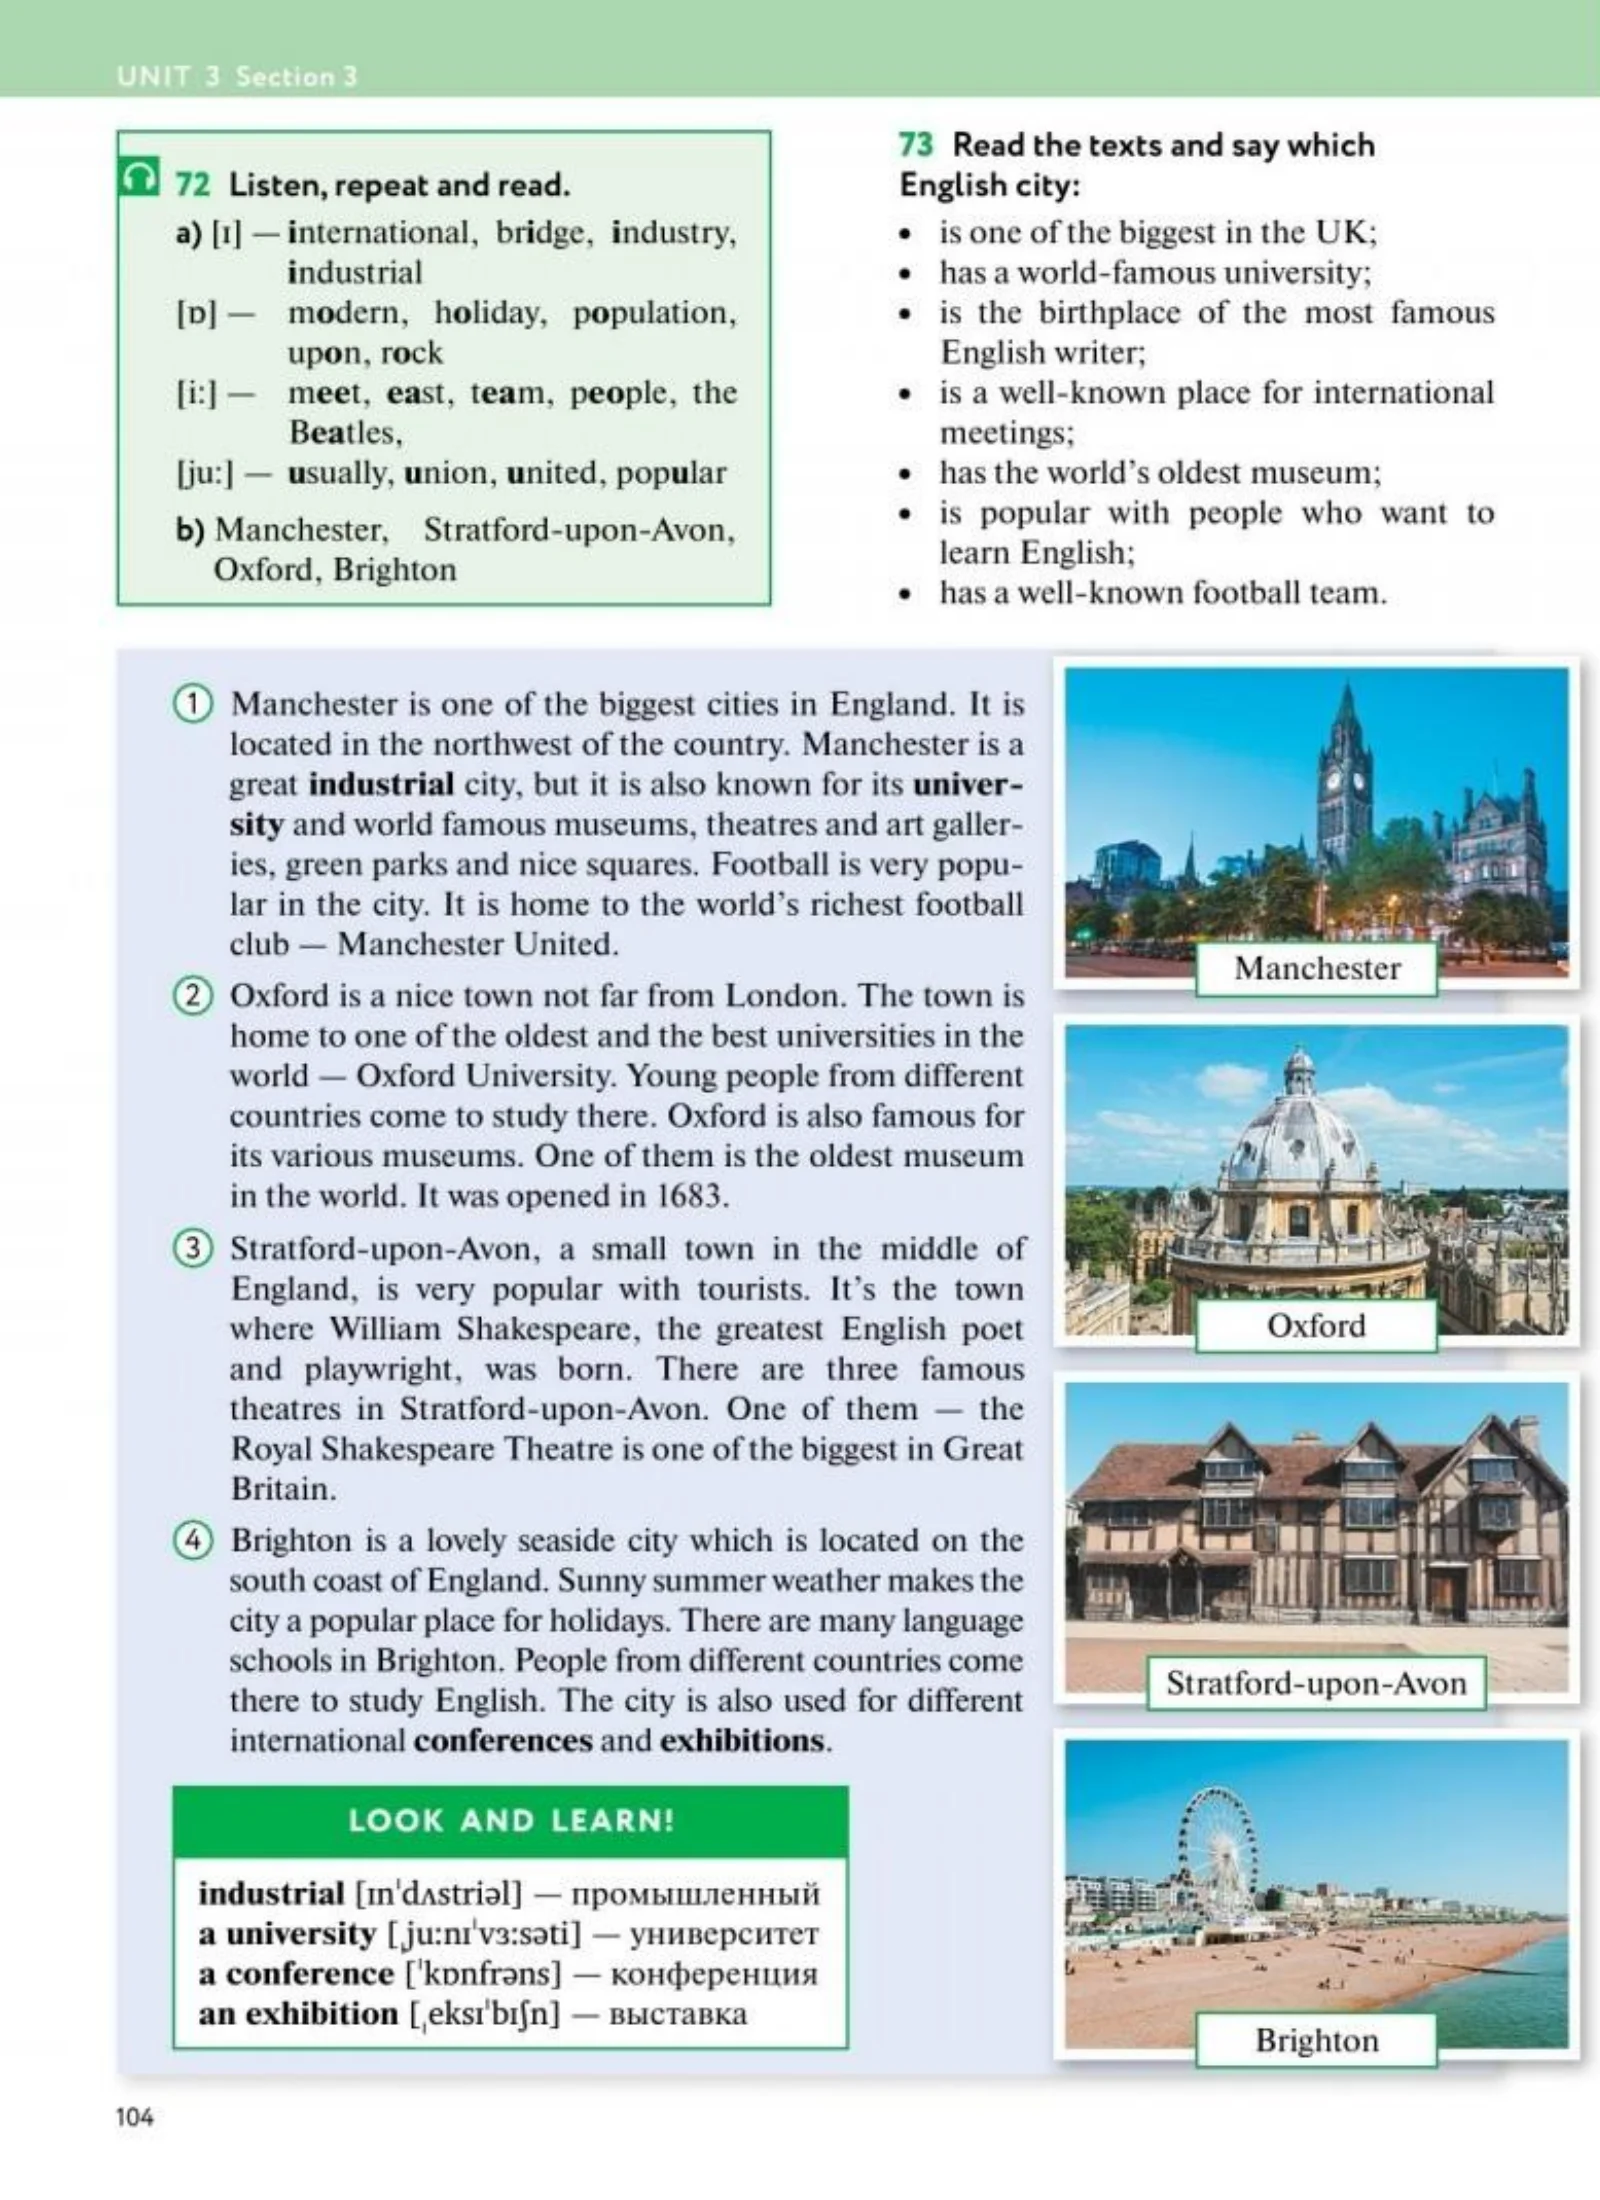 UNIT 3 Section 3
72 Listen, repeat and read.
a) [ɪ] — international, bridge, industry,
industrial
[ɒ] — modern, holiday, population,
upon, rock
[i:] — meet, east, team, people, the
Beatles,
[ju:] — usually, union, united, popular
b) Manchester, Stratford-upon-Avon,
Oxford, Brighton
73 Read the texts and say which
English city:
• is one of the biggest in the UK;
• has a world-famous university;
• is the birthplace of the most famous
English writer;
• is a well-known place for international
meetings;
• has the world's oldest museum;
• is popular with people who want to
learn English;
• has a well-known football team.
1 Manchester is one of the biggest cities in England. It is
located in the northwest of the country. Manchester is a
great industrial city, but it is also known for its univer-
sity and world famous museums, theatres and art galler-
ies, green parks and nice squares. Football is very popu-
lar in the city. It is home to the world's richest football
club — Manchester United.
2 Oxford is a nice town not far from London. The town is
home to one of the oldest and the best universities in the
world — Oxford University. Young people from different
countries come to study there. Oxford is also famous for
its various museums. One of them is the oldest museum
in the world. It was opened in 1683.
3 Stratford-upon-Avon, a small town in the middle of
England, is very popular with tourists. It's the town
where William Shakespeare, the greatest English poet
and playwright, was born. There are three famous
theatres in Stratford-upon-Avon. One of them — the
Royal Shakespeare Theatre is one of the biggest in Great
Britain.
4 Brighton is a lovely seaside city which is located on the
south coast of England. Sunny summer weather makes the
city a popular place for holidays. There are many language
schools in Brighton. People from different countries come
there to study English. The city is also used for different
international conferences and exhibitions.
Manchester
Oxford
Stratford-upon-Avon
Brighton
LOOK AND LEARN!
industrial [ɪnˈdʌstriəl] — промышленный
a university [ˌju:nɪˈvɜ:səti] — университет
a conference [ˈkɒnfrəns] — конференция
an exhibition [ˌeksɪˈbɪʃn] — выставка
104